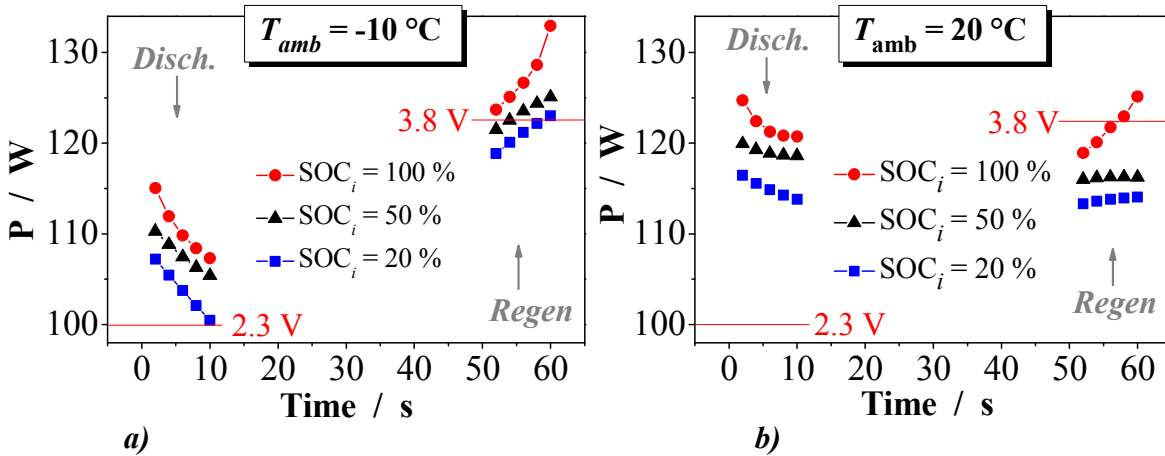 T_amb = -10 °C
Disch.
130
120
110
100
P / W
3.8 V
SOC_i = 100 %
SOC_i = 50 %
SOC_i = 20 %
Regen
2.3 V
0 10 20 30 40 50 60
Time / s
a)
T_amb = 20 °C
Disch.
130
120
110
100
P / W
3.8 V
SOC_i = 100 %
SOC_i = 50 %
SOC_i = 20 %
Regen
2.3 V
0 10 20 30 40 50 60
Time / s
b)